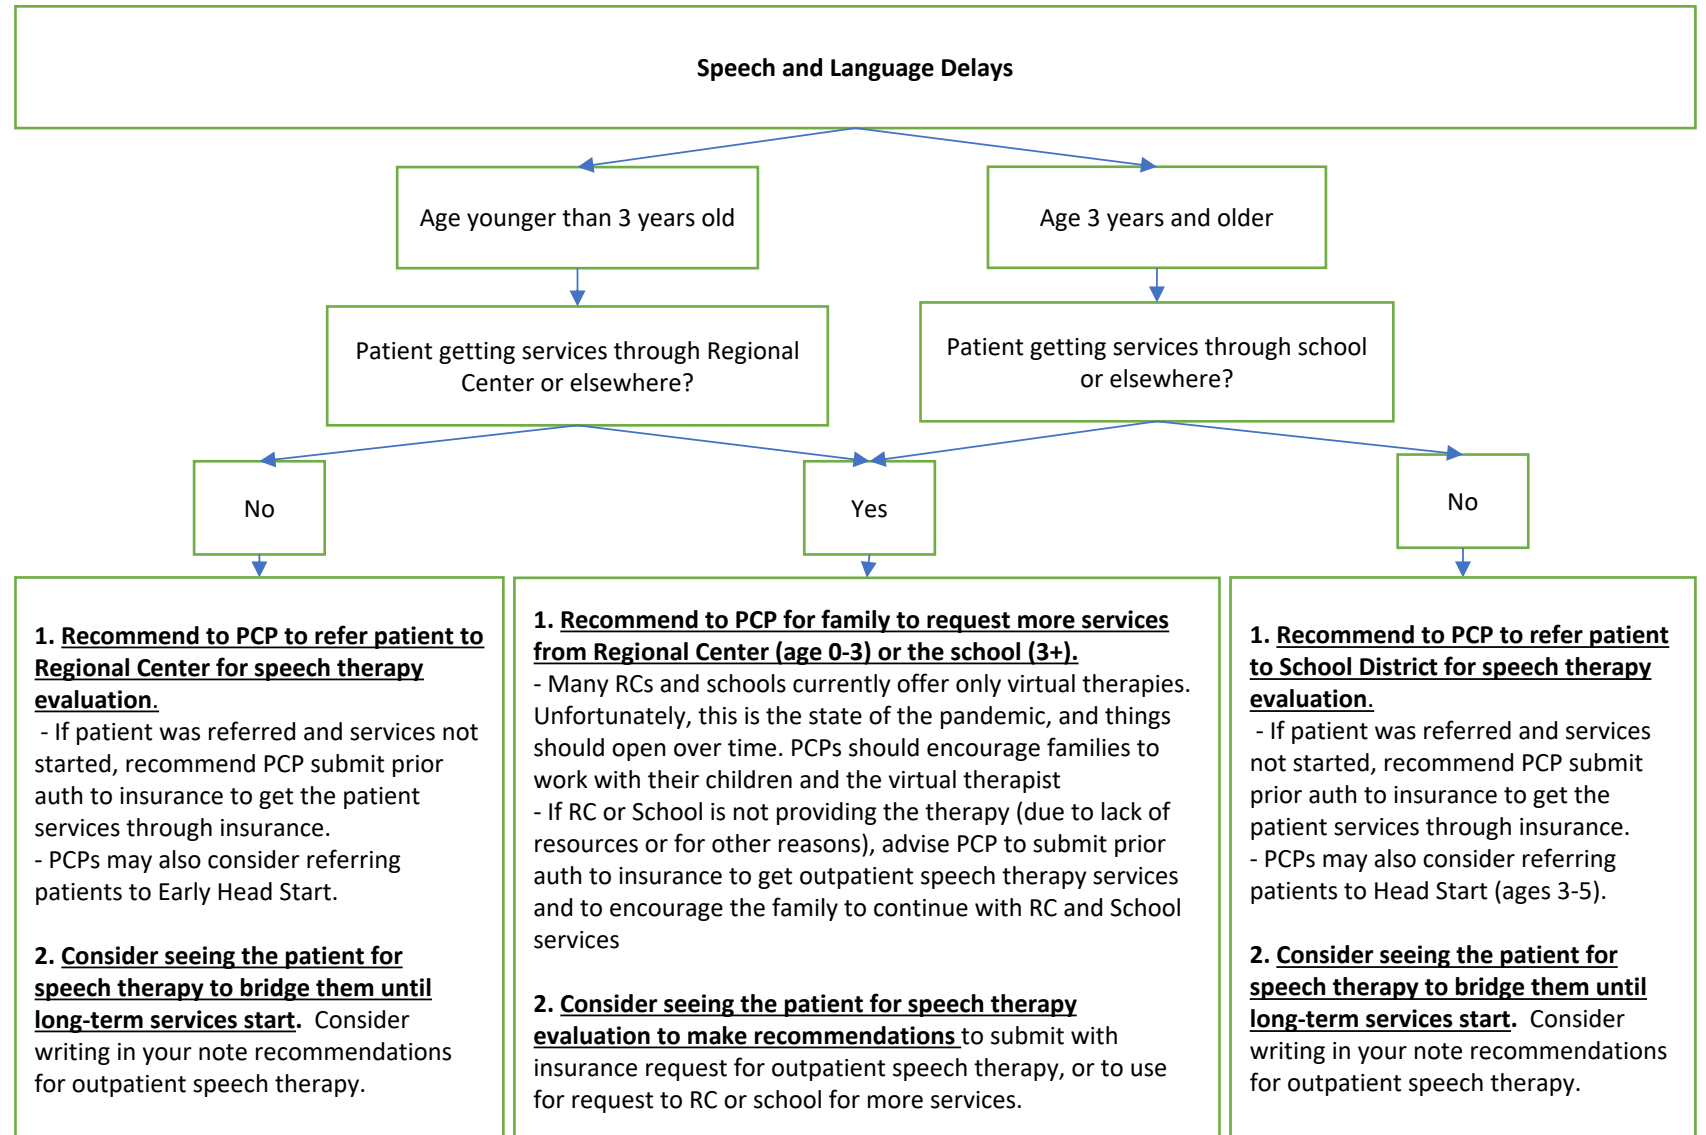 Speech and Language Delays
Age younger than 3 years old
Age 3 years and older
Patient getting services through Regional
Center or elsewhere?
Patient getting services through school
or elsewhere?
No
Yes
No
1. Recommend to PCP to refer patient to
Regional Center for speech therapy
evaluation.
- If patient was referred and services not
started, recommend PCP submit prior
auth to insurance to get the patient
services through insurance.
- PCPs may also consider referring
patients to Early Head Start.
2. Consider seeing the patient for
speech therapy to bridge them until
long-term services start. Consider
writing in your note recommendations
for outpatient speech therapy.
1. Recommend to PCP for family to request more services
from Regional Center (age 0-3) or the school (3+).
- Many RCs and schools currently offer only virtual therapies.
Unfortunately, this is the state of the pandemic, and things
should open over time. PCPs should encourage families to
work with their children and the virtual therapist
- If RC or School is not providing the therapy (due to lack of
resources or for other reasons), advise PCP to submit prior
auth to insurance to get outpatient speech therapy services
and to encourage the family to continue with RC and School
services
2. Consider seeing the patient for speech therapy
evaluation to make recommendations to submit with
insurance request for outpatient speech therapy, or to use
for request to RC or school for more services.
1. Recommend to PCP to refer patient
to School District for speech therapy
evaluation.
- If patient was referred and services
not started, recommend PCP submit
prior auth to insurance to get the
patient services through insurance.
- PCPs may also consider referring
patients to Head Start (ages 3-5).
2. Consider seeing the patient for
speech therapy to bridge them until
long-term services start. Consider
writing in your note recommendations
for outpatient speech therapy.